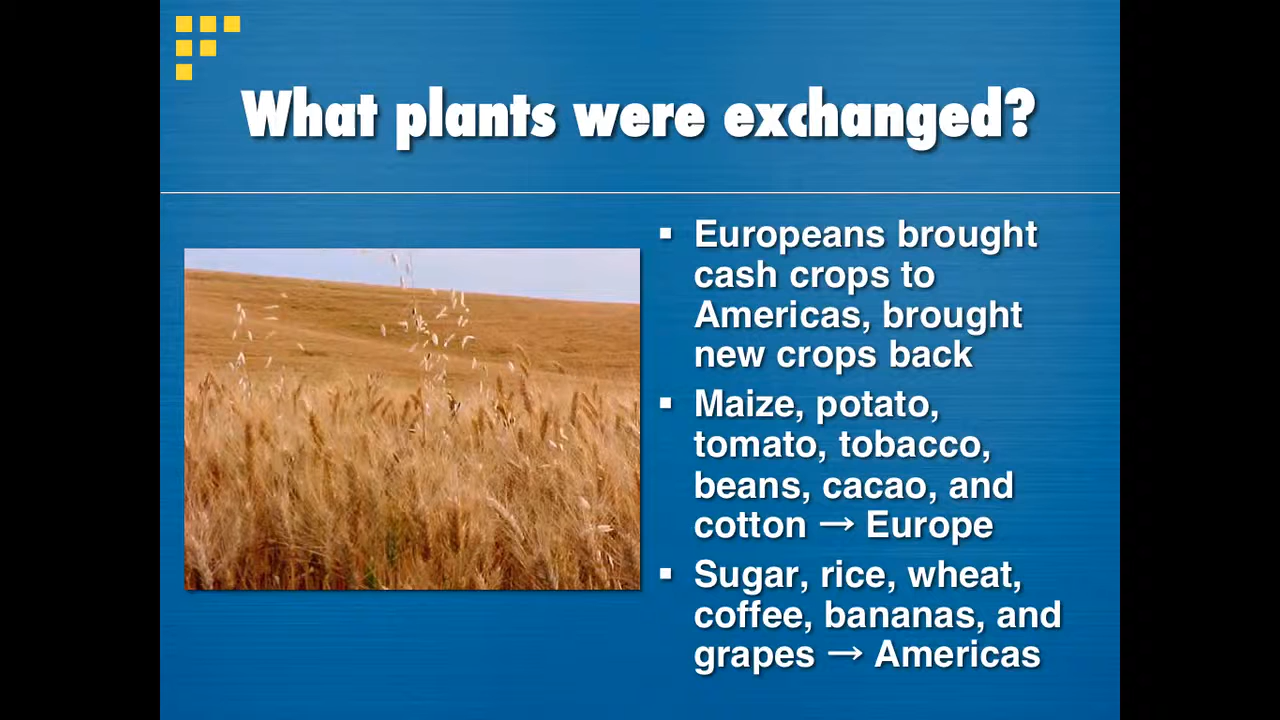 What plants were exchanged?
▪ Europeans brought
cash crops to
Americas, brought
new crops back
▪ Maize, potato,
tomato, tobacco,
beans, cacao, and
cotton → Europe
▪ Sugar, rice, wheat,
coffee, bananas, and
grapes → Americas